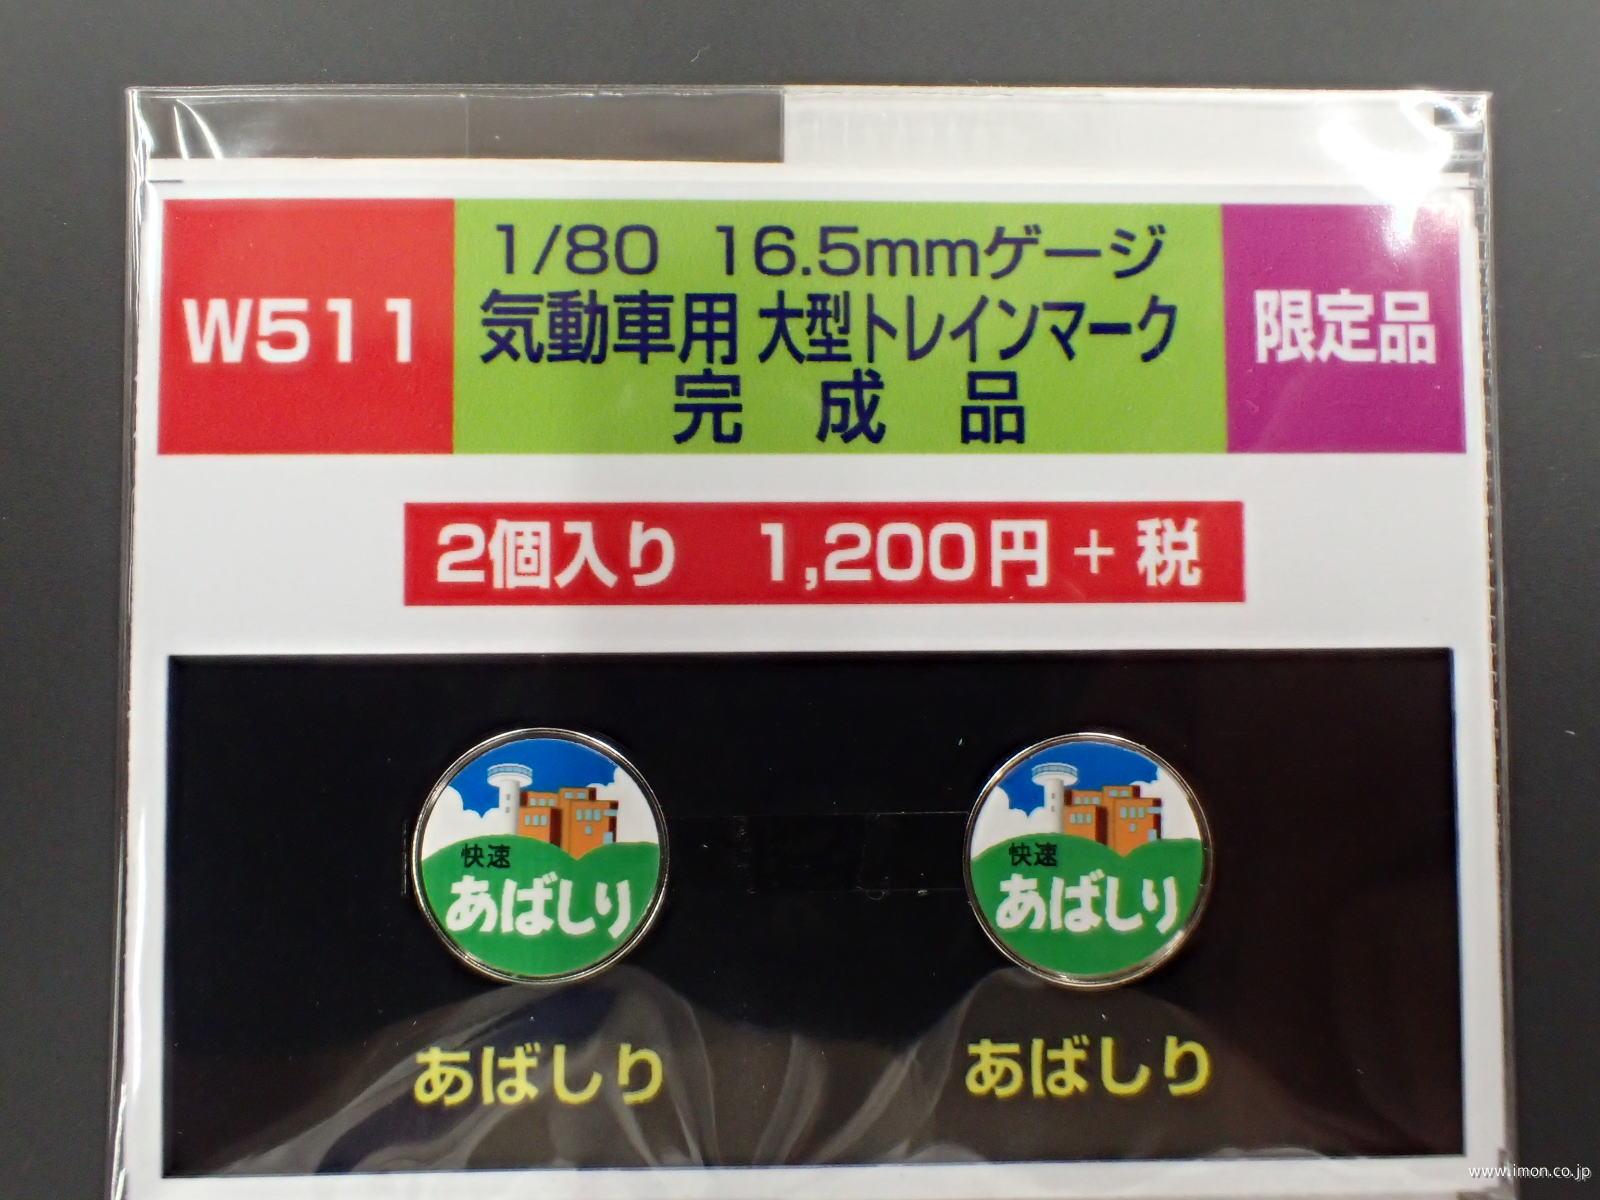 W511
1/80 16.5mmゲージ
気動車用 大型トレインマーク
完 成 品
限定品
2個入り 1,200円 + 税
快速
あばしり
快速
あばしり
あばしり
あばしり
www.imon.co.jp